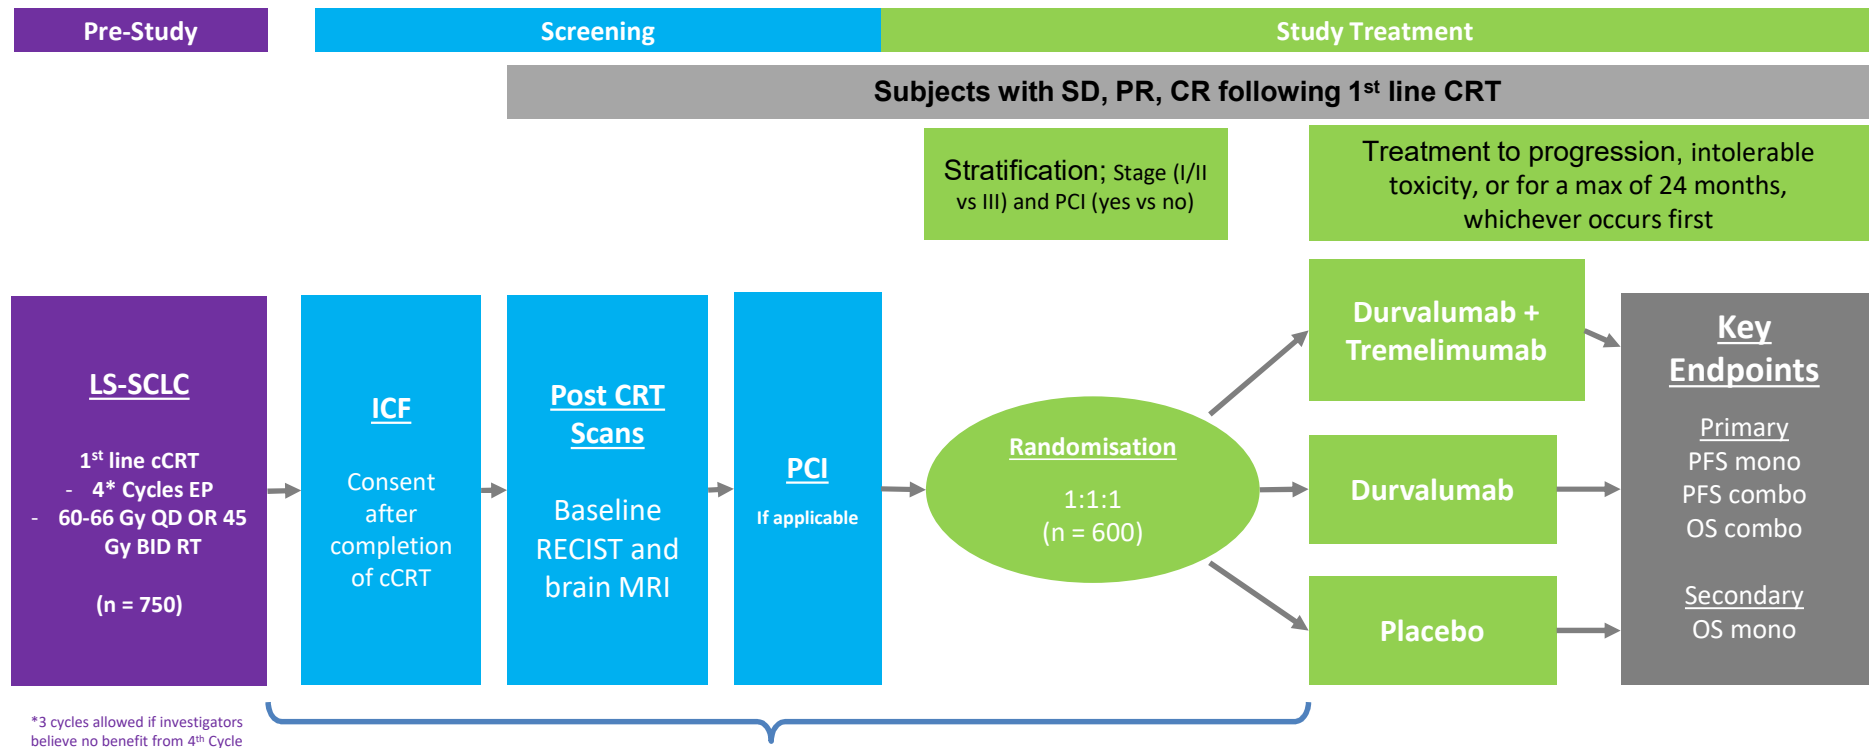 Pre-Study
Screening
Study Treatment
Subjects with SD, PR, CR following 1st line CRT
Stratification; Stage (I/II
vs III) and PCI (yes vs no)
Treatment to progression, intolerable
toxicity, or for a max of 24 months,
whichever occurs first
LS-SCLC
1st line cCRT
- 4* Cycles EP
- 60-66 Gy QD OR 45
Gy BID RT
(n = 750)
ICF
Consent
after
completion
of cCRT
Post CRT
Scans
Baseline
RECIST and
brain MRI
PCI
If applicable
Randomisation
1:1:1
(n = 600)
Durvalumab +
Tremelimumab
Durvalumab
Placebo
Key
Endpoints
Primary
PFS mono
PFS combo
OS combo
Secondary
OS mono
*3 cycles allowed if investigators
believe no benefit from 4th Cycle